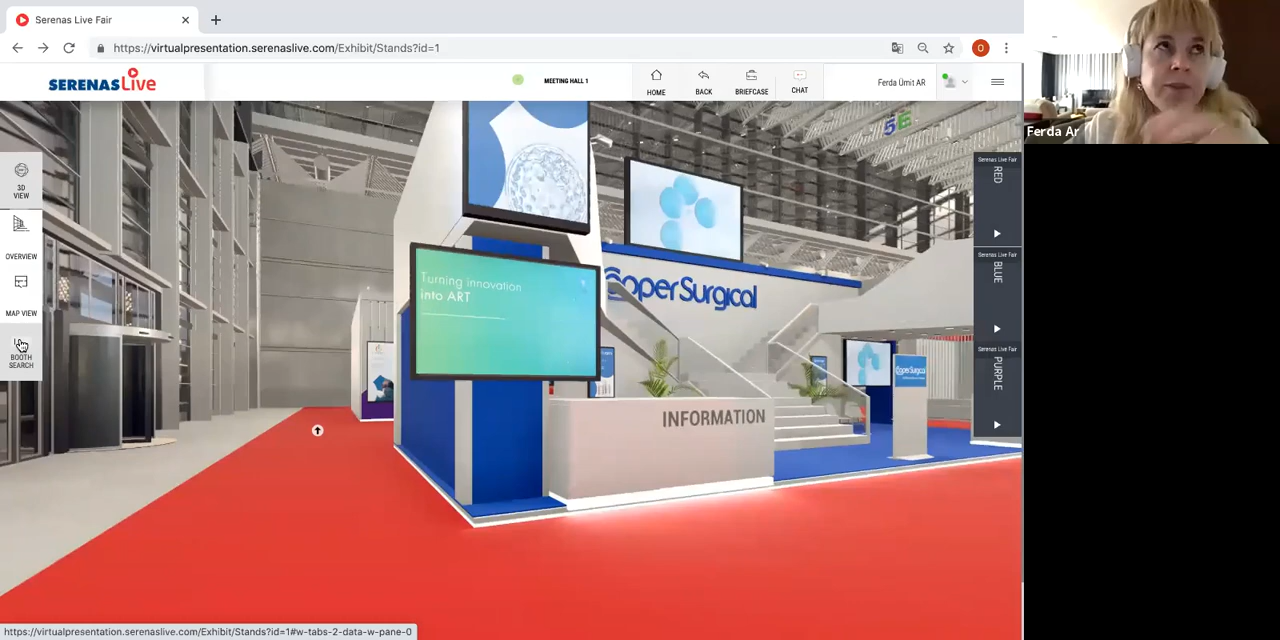 Serenas Live Fair
https://virtualpresentation.serenaslive.com/Exhibit/Stands?id=1
O
SERENAS Live
MEETING HALL 1
HOME
BACK
BRIEFCASE
CHAT
Ferda Ümit AR
Ferda Ar
3D
VIEW
OVERVIEW
MAP VIEW
BOOTH
SEARCH
Turning innovation
into ART
CooperSurgical
INFORMATION
CooperSurgical
Serenas Live Fair
RED
Serenas Live Fair
BLUE
Serenas Live Fair
PURPLE
https://virtualpresentation.serenaslive.com/Exhibit/Stands?id=1#w-tabs-2-data-w-pane-0